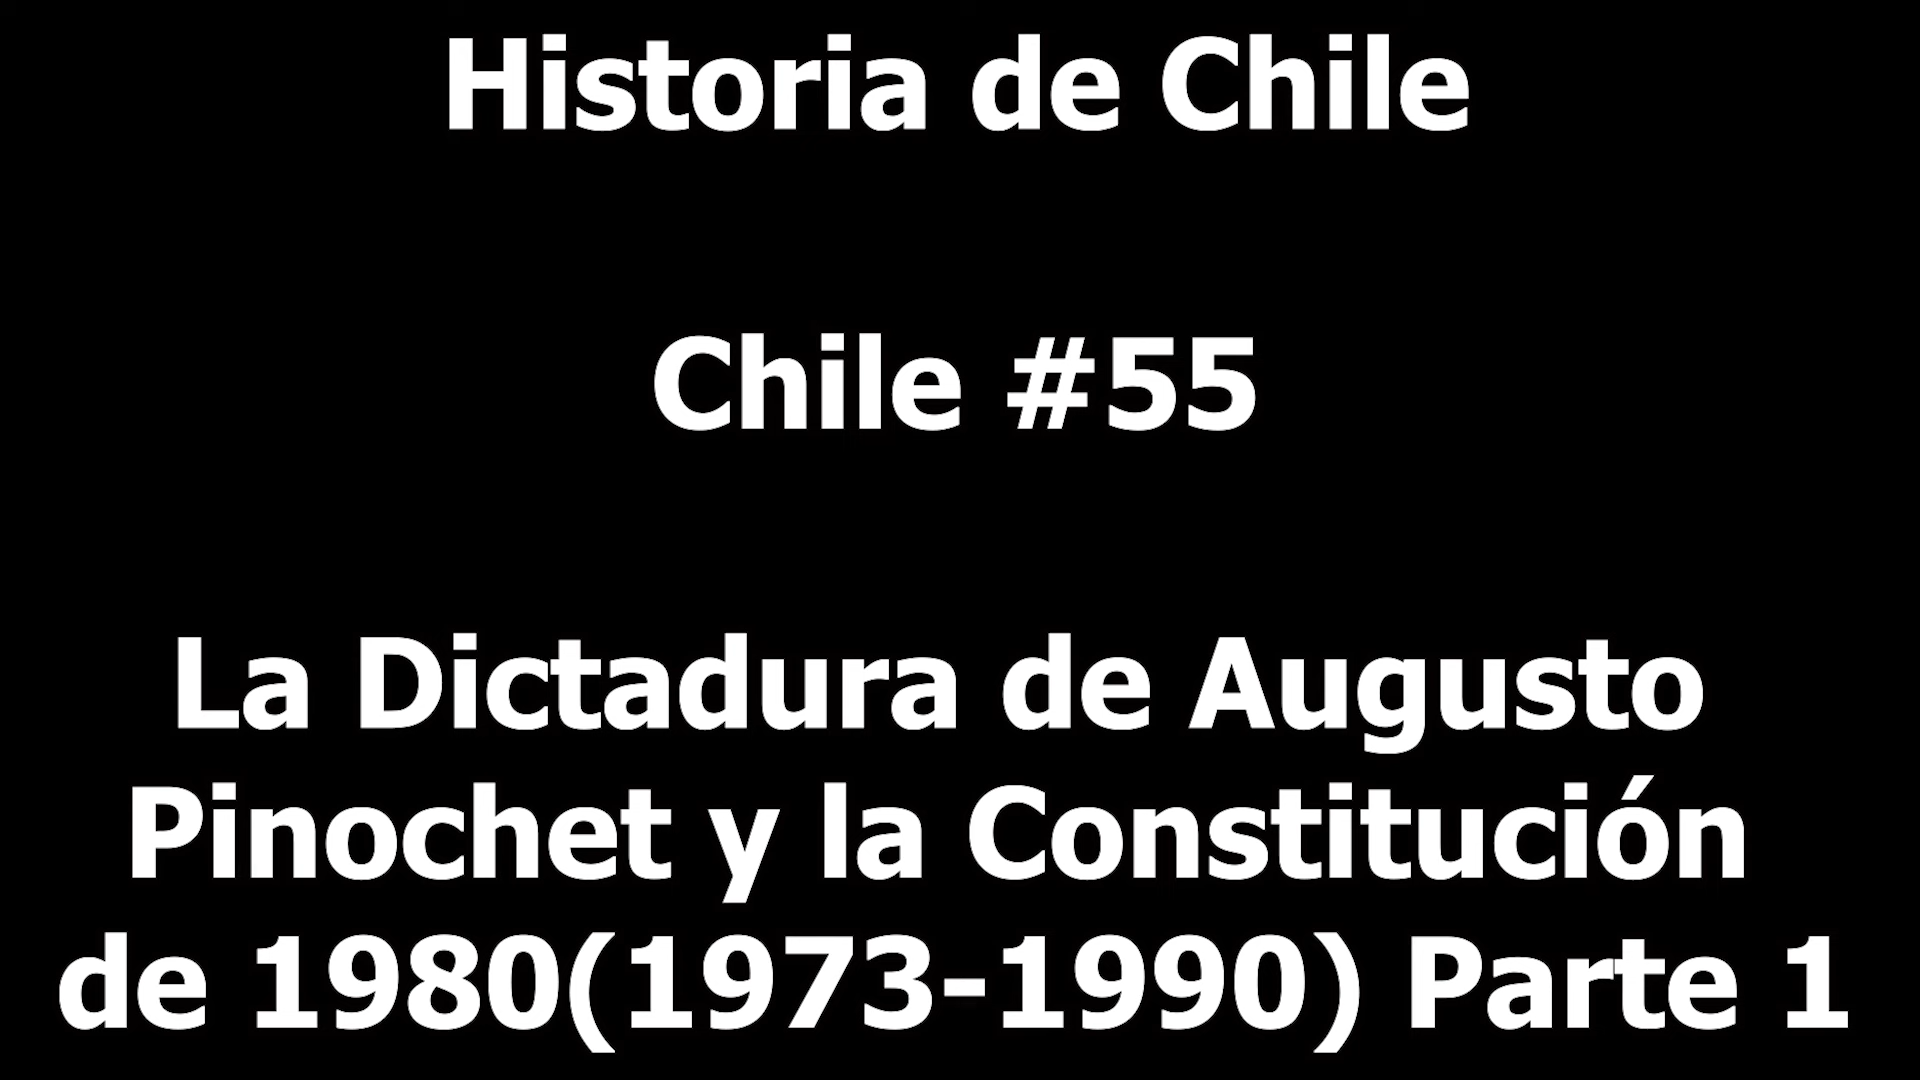 Historia de Chile
Chile #55
La Dictadura de Augusto
Pinochet y la Constitución
de 1980(1973-1990) Parte 1